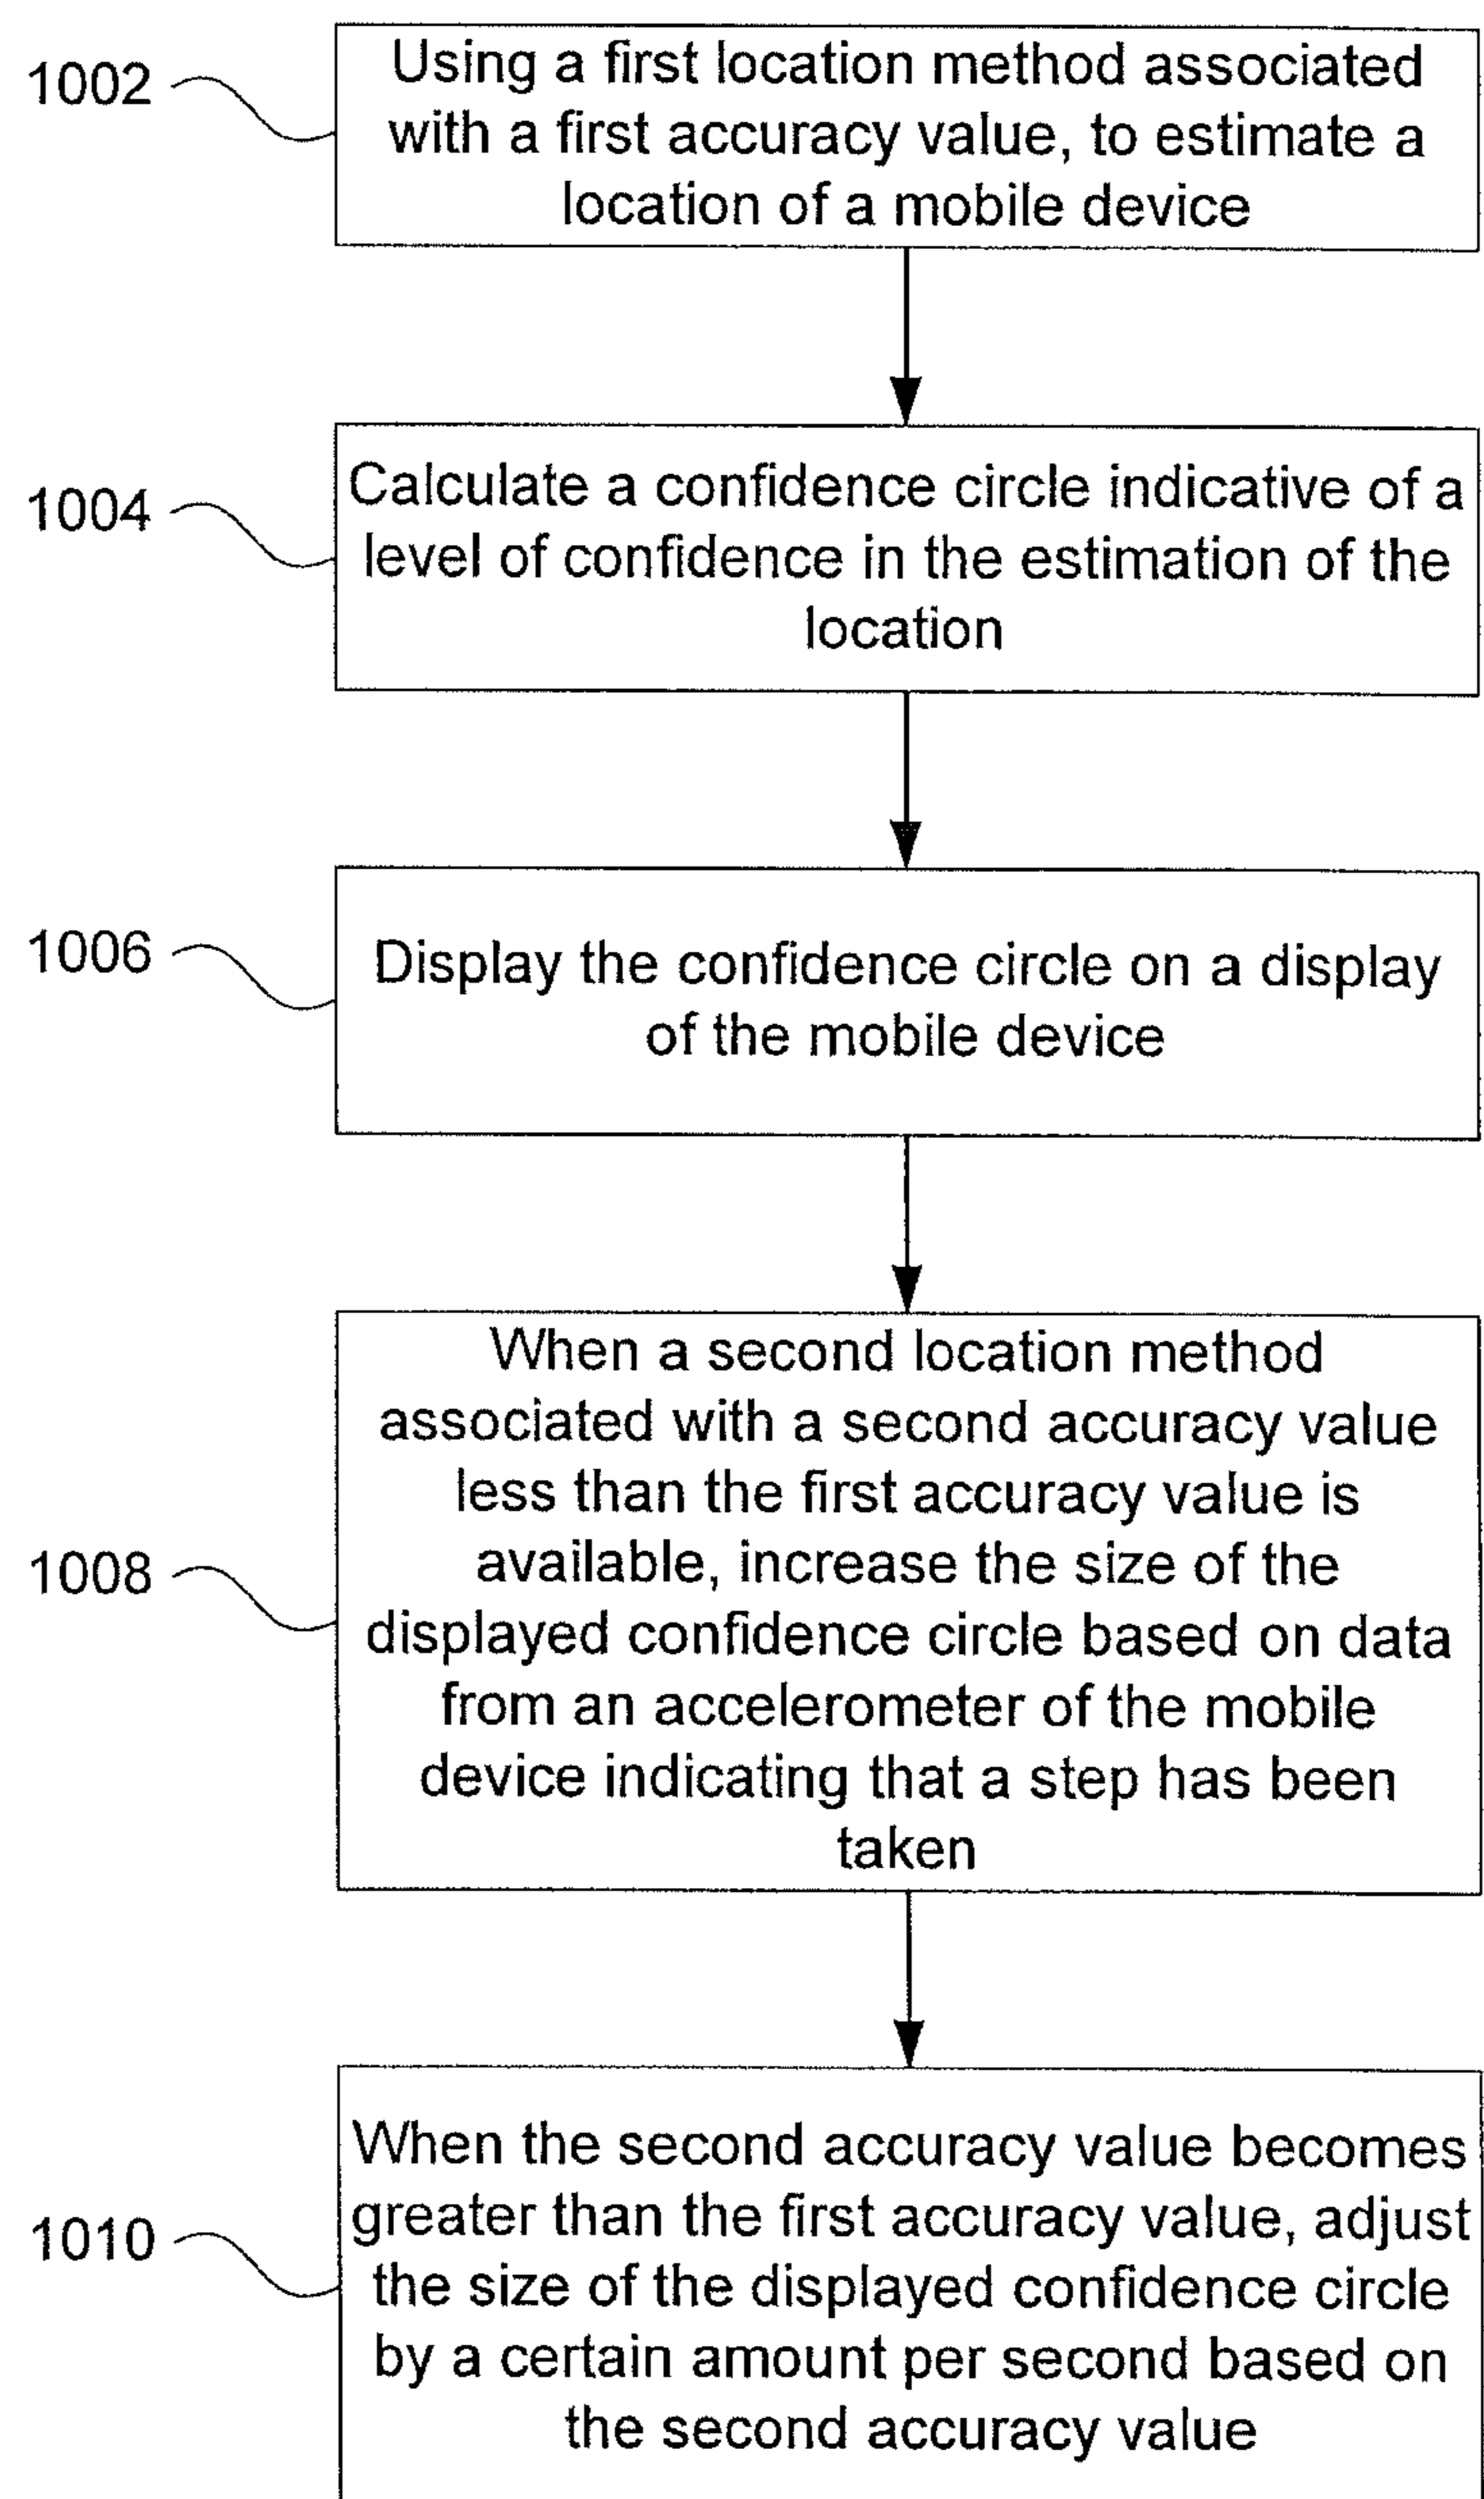 1002
Using a first location method associated
with a first accuracy value, to estimate a
location of a mobile device
1004
Calculate a confidence circle indicative of a
level of confidence in the estimation of the
location
1006
Display the confidence circle on a display
of the mobile device
1008
When a second location method
associated with a second accuracy value
less than the first accuracy value is
available, increase the size of the
displayed confidence circle based on data
from an accelerometer of the mobile
device indicating that a step has been
taken
1010
When the second accuracy value becomes
greater than the first accuracy value, adjust
the size of the displayed confidence circle
by a certain amount per second based on
the second accuracy value